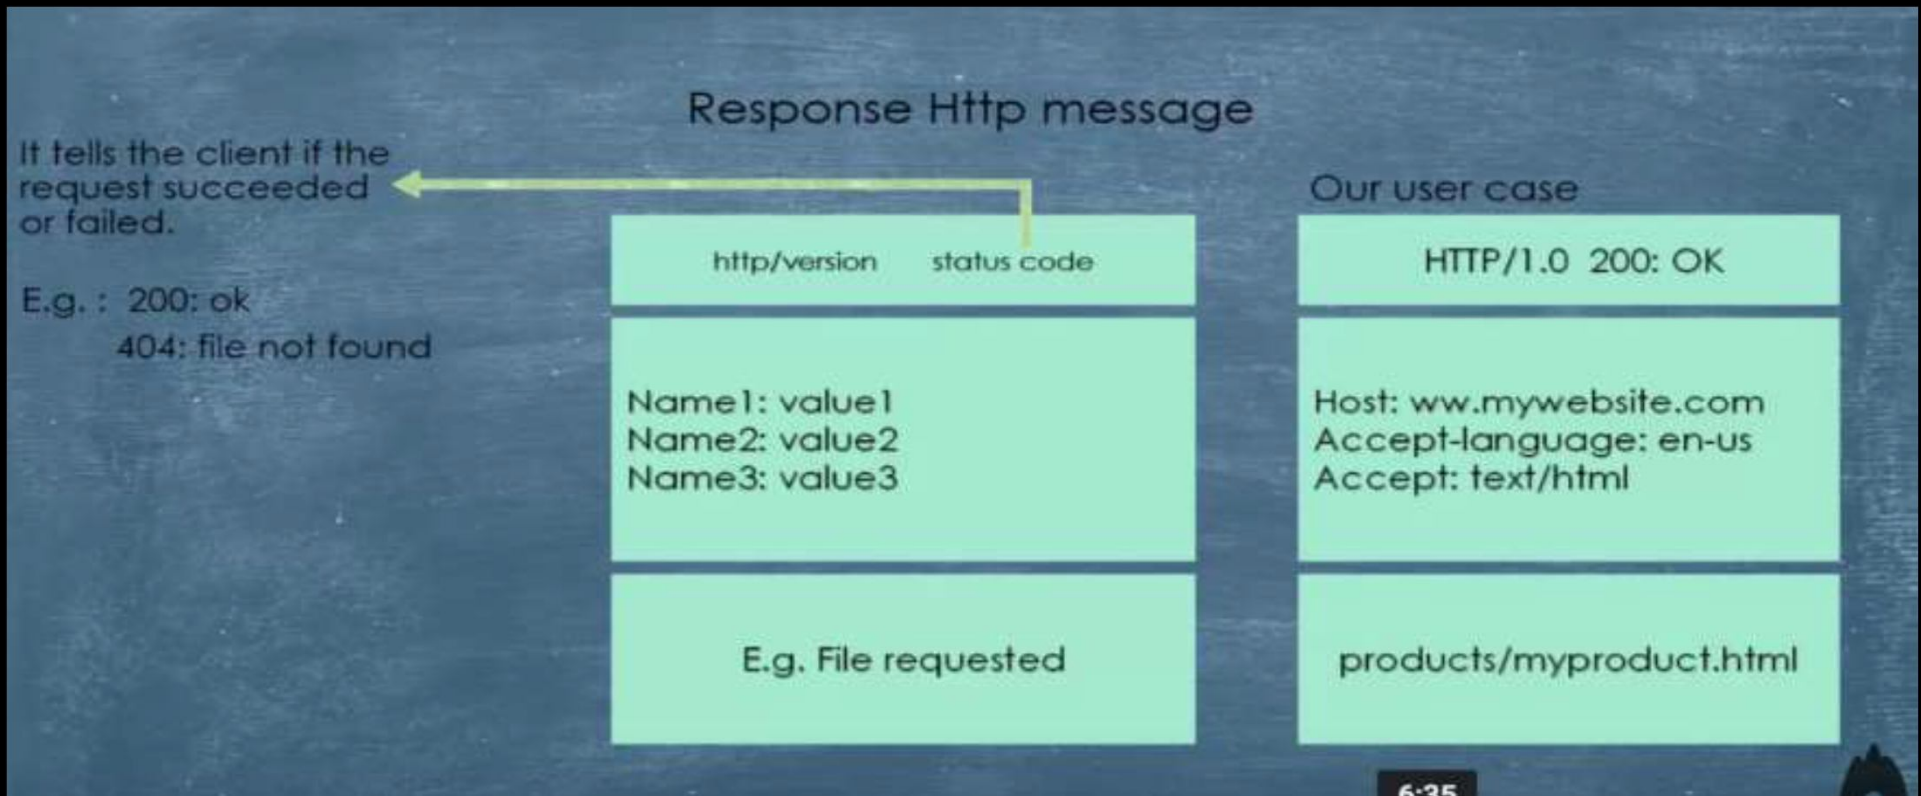 Response Http message
It tells the client if the
request succeeded
or failed.
E.g. : 200: ok
404: file not found
http/version status code
Name1: value1
Name2: value2
Name3: value3
E.g. File requested
Our user case
HTTP/1.0 200: OK
Host: ww.mywebsite.com
Accept-language: en-us
Accept: text/html
products/myproduct.html
6:35